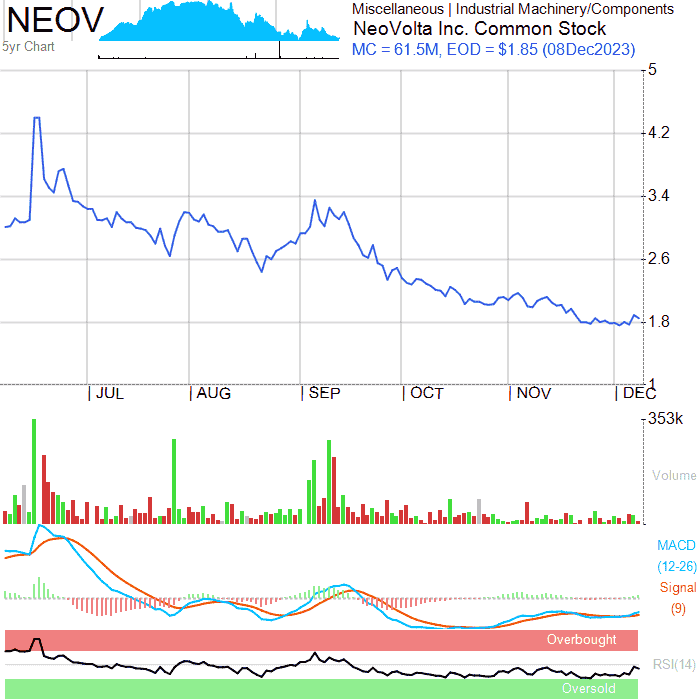 NEOV
5yr Chart
Miscellaneous | Industrial Machinery/Components
NeoVolta Inc. Common Stock
MC = 61.5M, EOD = $1.85 (08Dec2023)
5
4.2
3.4
2.6
1.8
1
JUL
AUG
SEP
OCT
NOV
DEC
353k
Volume
MACD
(12-26)
Signal
(9)
Overbought
RSI(14)
Oversold